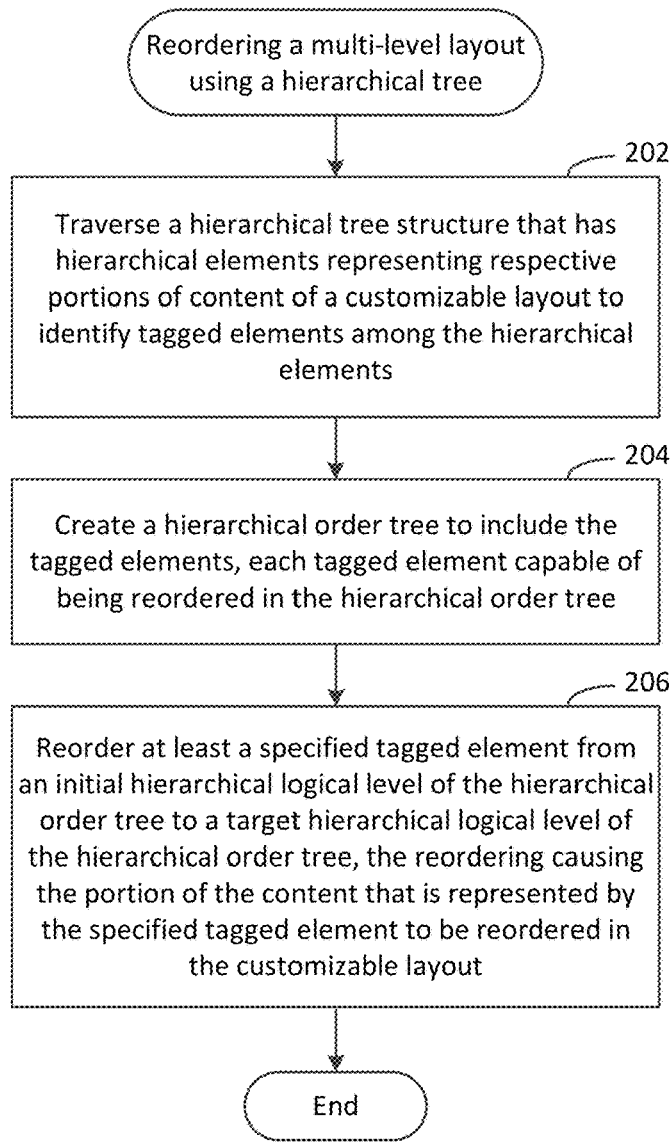 Reordering a multi-level layout
using a hierarchical tree
202
Traverse a hierarchical tree structure that has
hierarchical elements representing respective
portions of content of a customizable layout to
identify tagged elements among the hierarchical
elements
204
Create a hierarchical order tree to include the
tagged elements, each tagged element capable of
being reordered in the hierarchical order tree
206
Reorder at least a specified tagged element from
an initial hierarchical logical level of the hierarchical
order tree to a target hierarchical logical level of
the hierarchical order tree, the reordering causing
the portion of the content that is represented by
the specified tagged element to be reordered in
the customizable layout
End